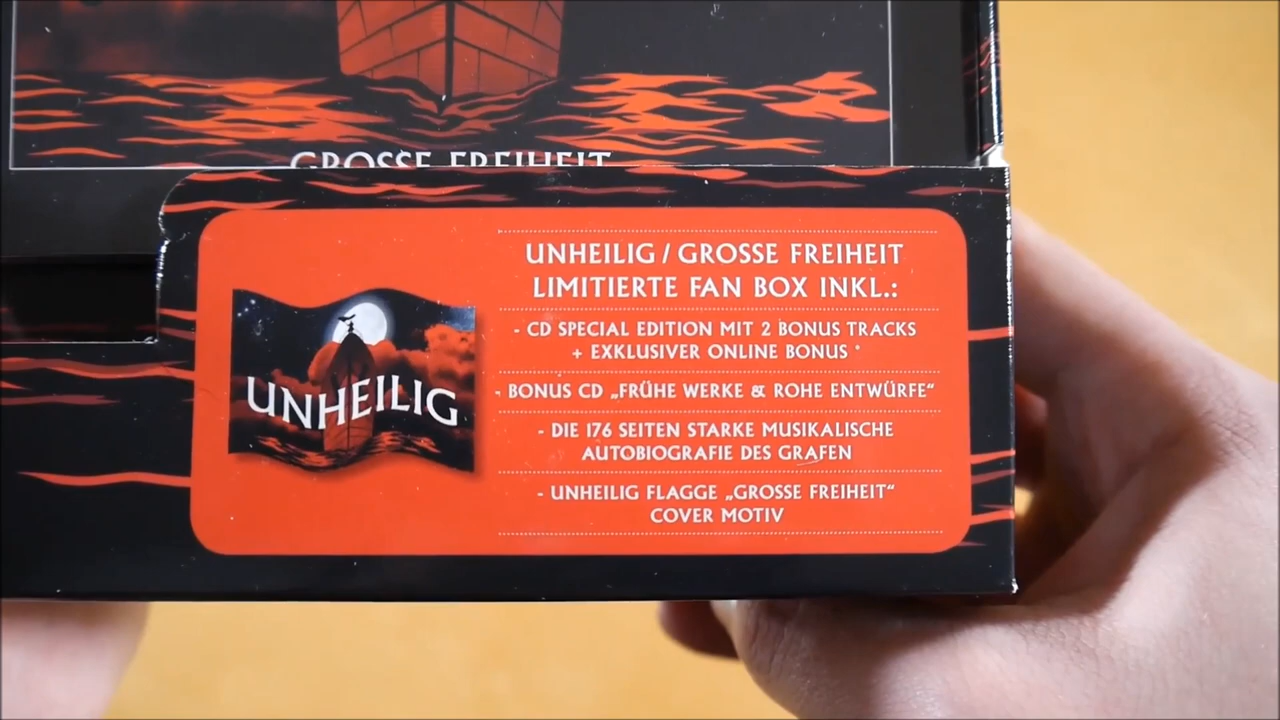 GROSSE FREIHEIT
UNHEILIG
UNHEILIG / GROSSE FREIHEIT
LIMITIERTE FAN BOX INKL.:
- CD SPECIAL EDITION MIT 2 BONUS TRACKS
+ EXKLUSIVER ONLINE BONUS *
- BONUS CD „FRÜHE WERKE & ROHE ENTWÜRFE“
- DIE 176 SEITEN STARKE MUSIKALISCHE
AUTOBIOGRAFIE DES GRAFEN
- UNHEILIG FLAGGE „GROSSE FREIHEIT“
COVER MOTIV